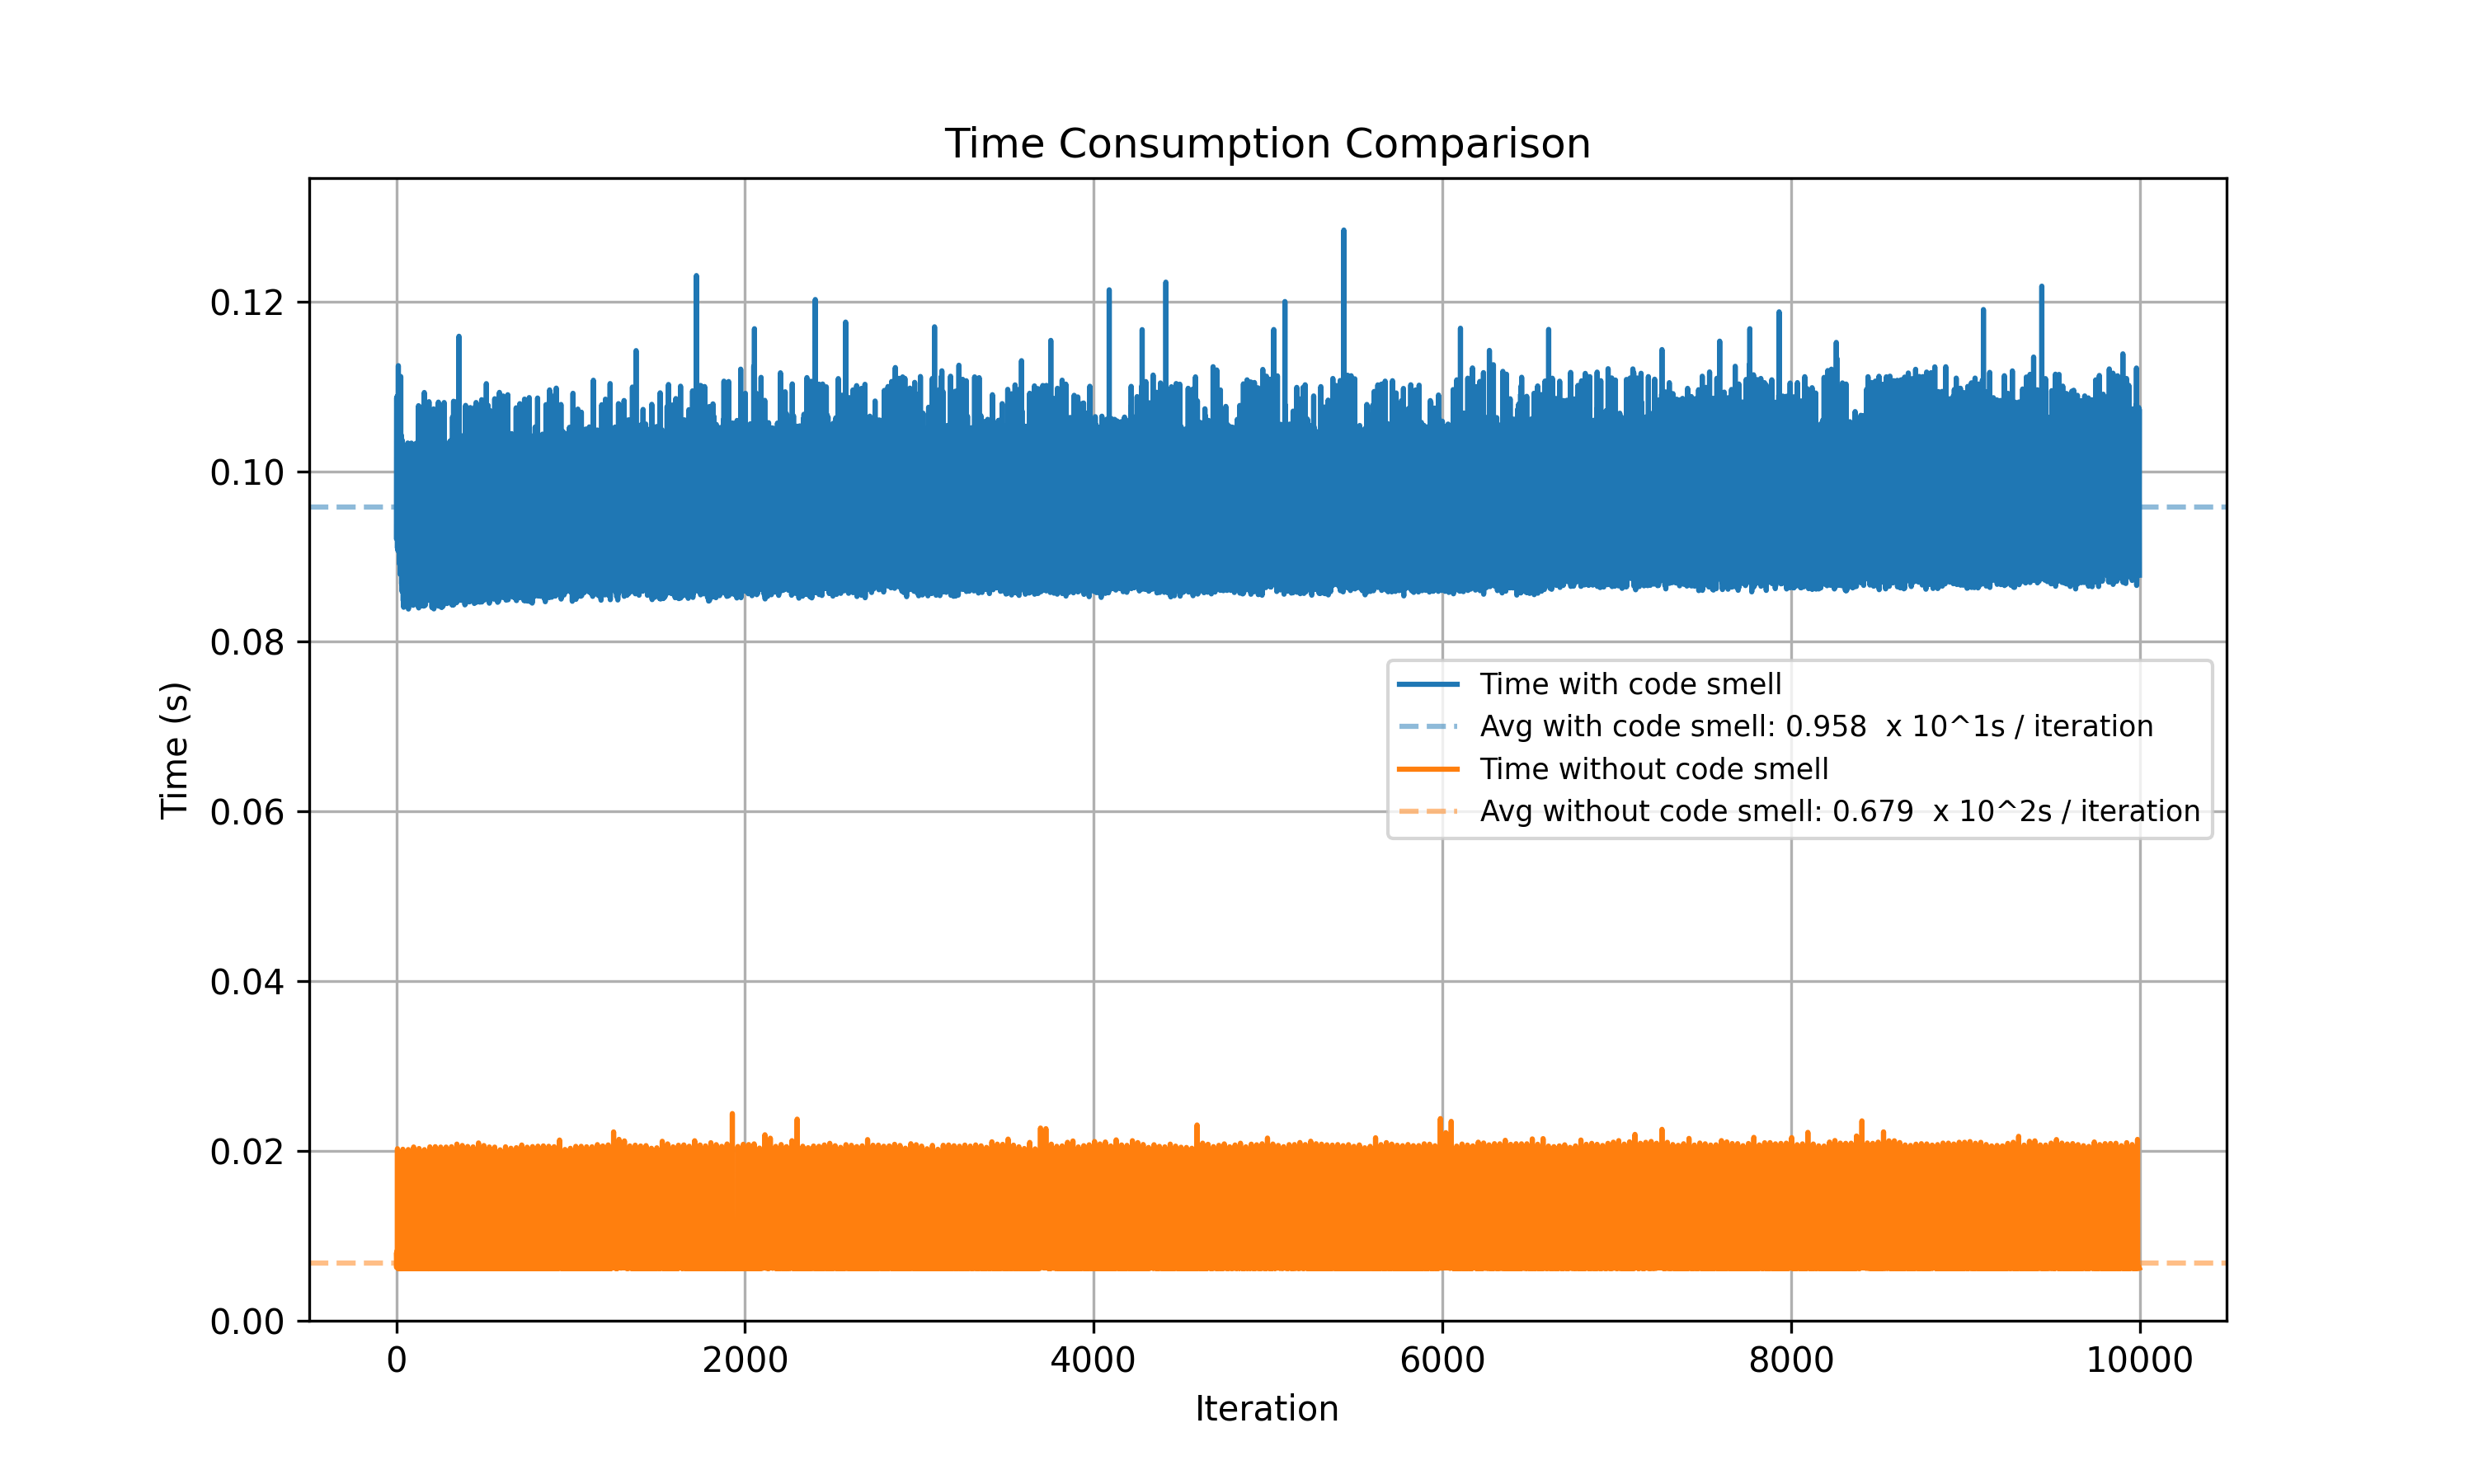 Time Consumption Comparison
0.12
0.10
0.08
0.06
0.04
0.02
0.00
Time (s)
Time with code smell
Avg with code smell: 0.958  x 10^1s / iteration
Time without code smell
Avg without code smell: 0.679  x 10^2s / iteration
0 2000 4000 6000 8000 10000
Iteration